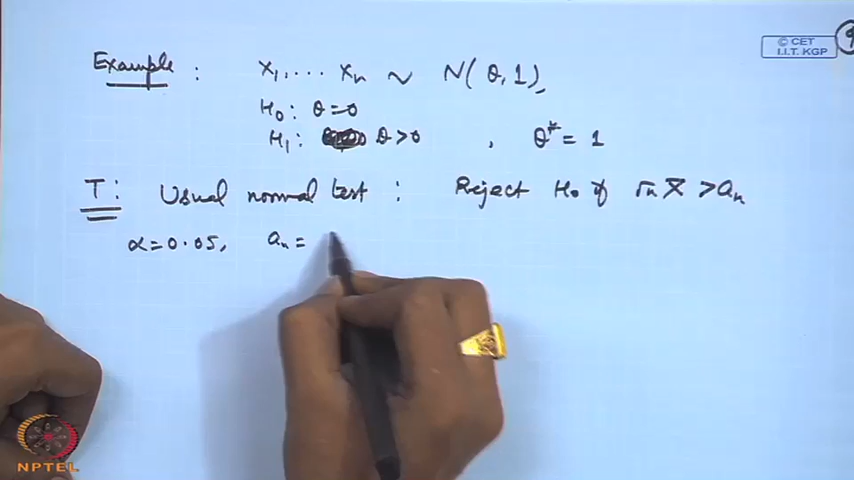 © CET
I.I.T. KGP
9
Example : X₁, .... Xₙ ~ N(θ, 1),
H₀: θ = 0
H₁: θ > 0 , θ* = 1
T: Usual normal test : Reject H₀ if √n X̄ > aₙ
α = 0.05, aₙ =
NPTEL